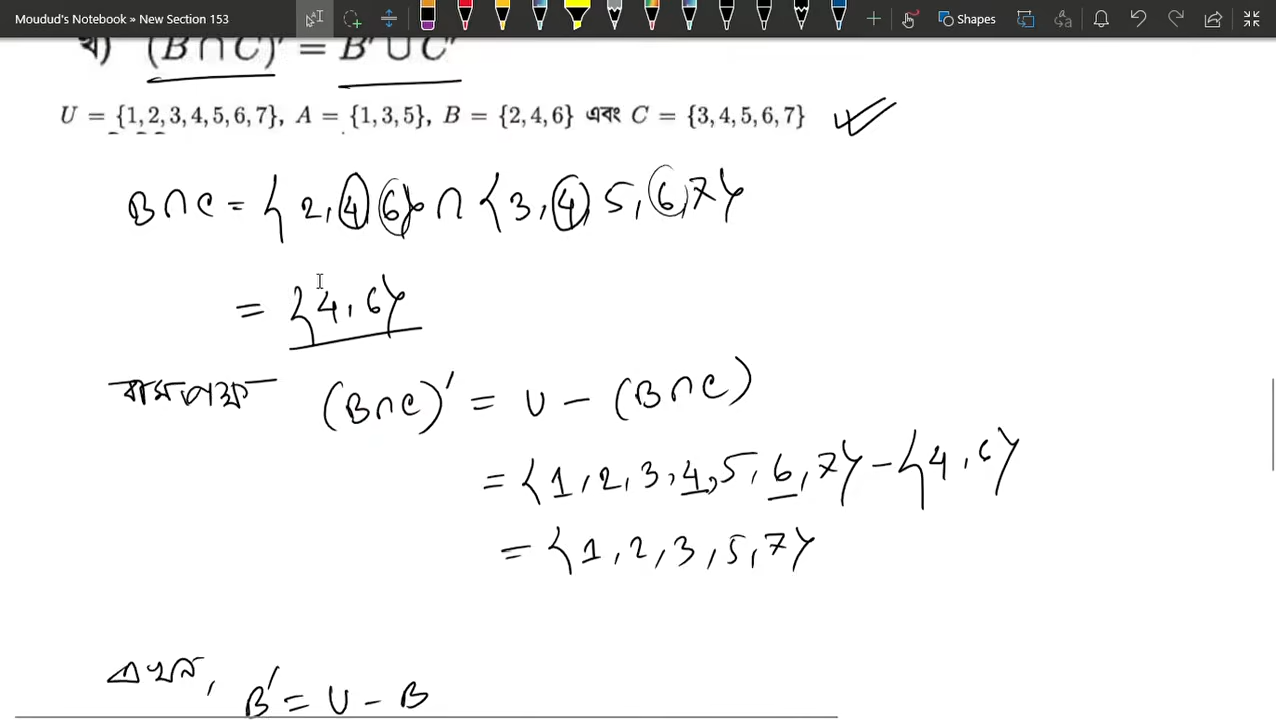 Moudud's Notebook » New Section 153
Shapes
খ) (B ∩ C)' = B' ∪ C'
U = {1, 2, 3, 4, 5, 6, 7}, A = {1, 3, 5}, B = {2, 4, 6} এবং C = {3, 4, 5, 6, 7}
B∩C = {2, 4, 6} ∩ {3, 4, 5, 6, 7}
= {4, 6}
বামপক্ষ (B∩C)' = U - (B∩C)
= {1, 2, 3, 4, 5, 6, 7} - {4, 6}
= {1, 2, 3, 5, 7}
এখন, B' = U - B